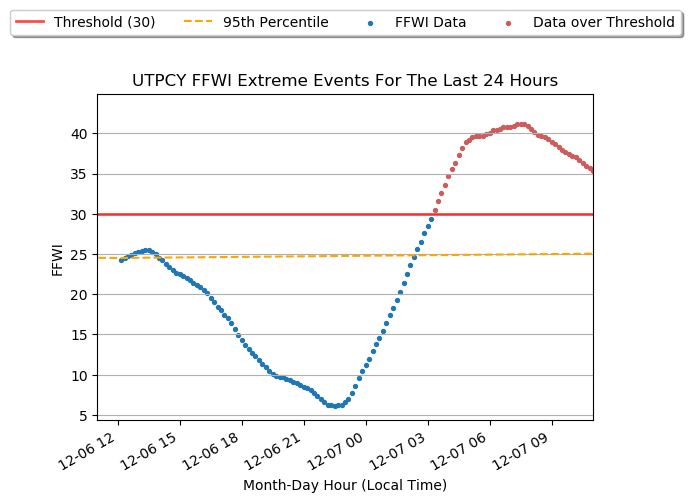 Threshold (30) 95th Percentile FFWI Data Data over Threshold
UTPCY FFWI Extreme Events For The Last 24 Hours
40
35
30
25
20
15
10
5
FFWI
12-06 12 12-06 15 12-06 18 12-06 21 12-07 00 12-07 03 12-07 06 12-07 09
Month-Day Hour (Local Time)